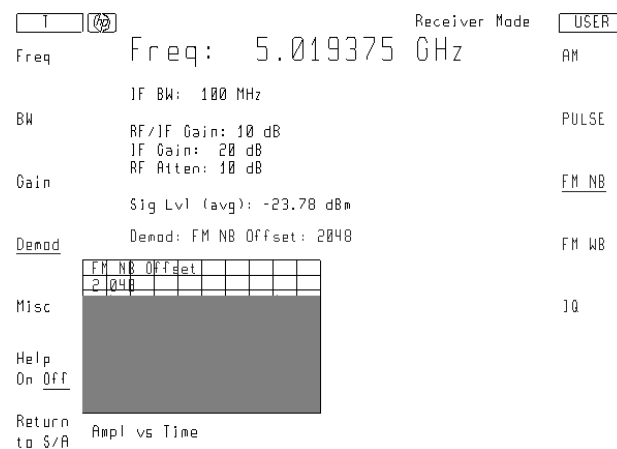 T hp Receiver Mode USER
Freq Freq: 5.019375 GHz AM
IF BW: 100 MHz
BW PULSE
RF/IF Gain: 10 dB
IF Gain: 20 dB
RF Atten: 10 dB
Gain FM NB
Sig Lvl (avg): -23.78 dBm
Demod Demod: FM NB Offset: 2048 FM WB
FM NB Offset
2048
Misc IQ
Help
On Off
Return
to S/A
Ampl vs Time